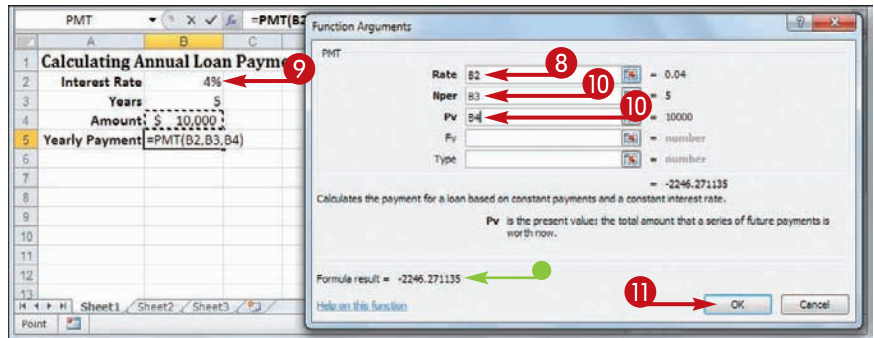 PMT
=PMT(B2
A B C
1 Calculating Annual Loan Payme
2 Interest Rate 4%
3 Years 5
4 Amount $ 10,000
5 Yearly Payment =PMT(B2,B3,B4)
6
7
8
9
10
11
12
13
Sheet1 Sheet2 Sheet3
Point
Function Arguments
PMT
Rate B2 = 0.04
Nper B3 = 5
Pv B4 = 10000
Fv = number
Type = number
= -2246.271135
Calculates the payment for a loan based on constant payments and a constant interest rate.
Pv is the present value: the total amount that a series of future payments is
worth now.
Formula result = -2246.271135
Help on this function
OK Cancel
8
9
10
10
11